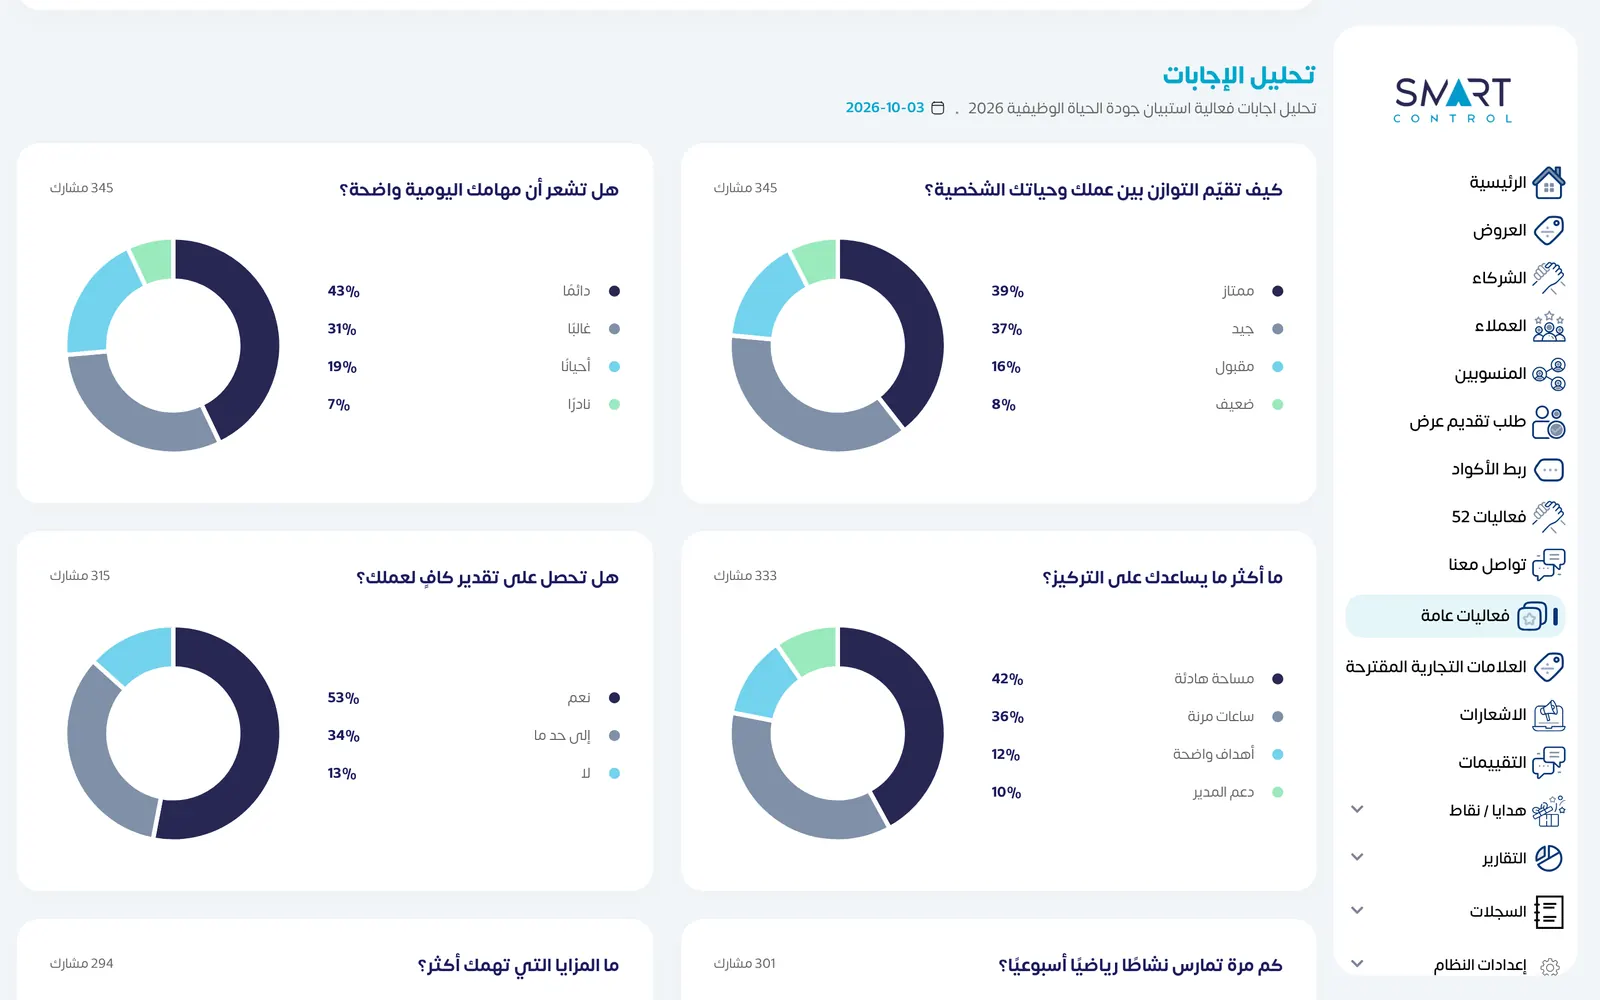 SMART
CONTROL
الرئيسية
العروض
الشركاء
العملاء
المنسوبين
طلب تقديم عرض
ربط الأكواد
فعاليات 52
تواصل معنا
فعاليات عامة
العلامات التجارية المقترحة
الاشعارات
التقييمات
هدايا / نقاط
التقارير
السجلات
إعدادات النظام
تحليل الإجابات
تحليل اجابات فعالية استبيان جودة الحياة الوظيفية 2026 . 2026-10-03
كيف تقيّم التوازن بين عملك وحياتك الشخصية؟
345 مشارك
ممتاز 39%
جيد 37%
مقبول 16%
ضعيف 8%
هل تشعر أن مهامك اليومية واضحة؟
345 مشارك
دائمًا 43%
غالبًا 31%
أحيانًا 19%
نادرًا 7%
ما أكثر ما يساعدك على التركيز؟
333 مشارك
مساحة هادئة 42%
ساعات مرنة 36%
أهداف واضحة 12%
دعم المدير 10%
هل تحصل على تقدير كافٍ لعملك؟
315 مشارك
نعم 53%
إلى حد ما 34%
لا 13%
كم مرة تمارس نشاطًا رياضيًا أسبوعيًا؟
301 مشارك
ما المزايا التي تهمك أكثر؟
294 مشارك